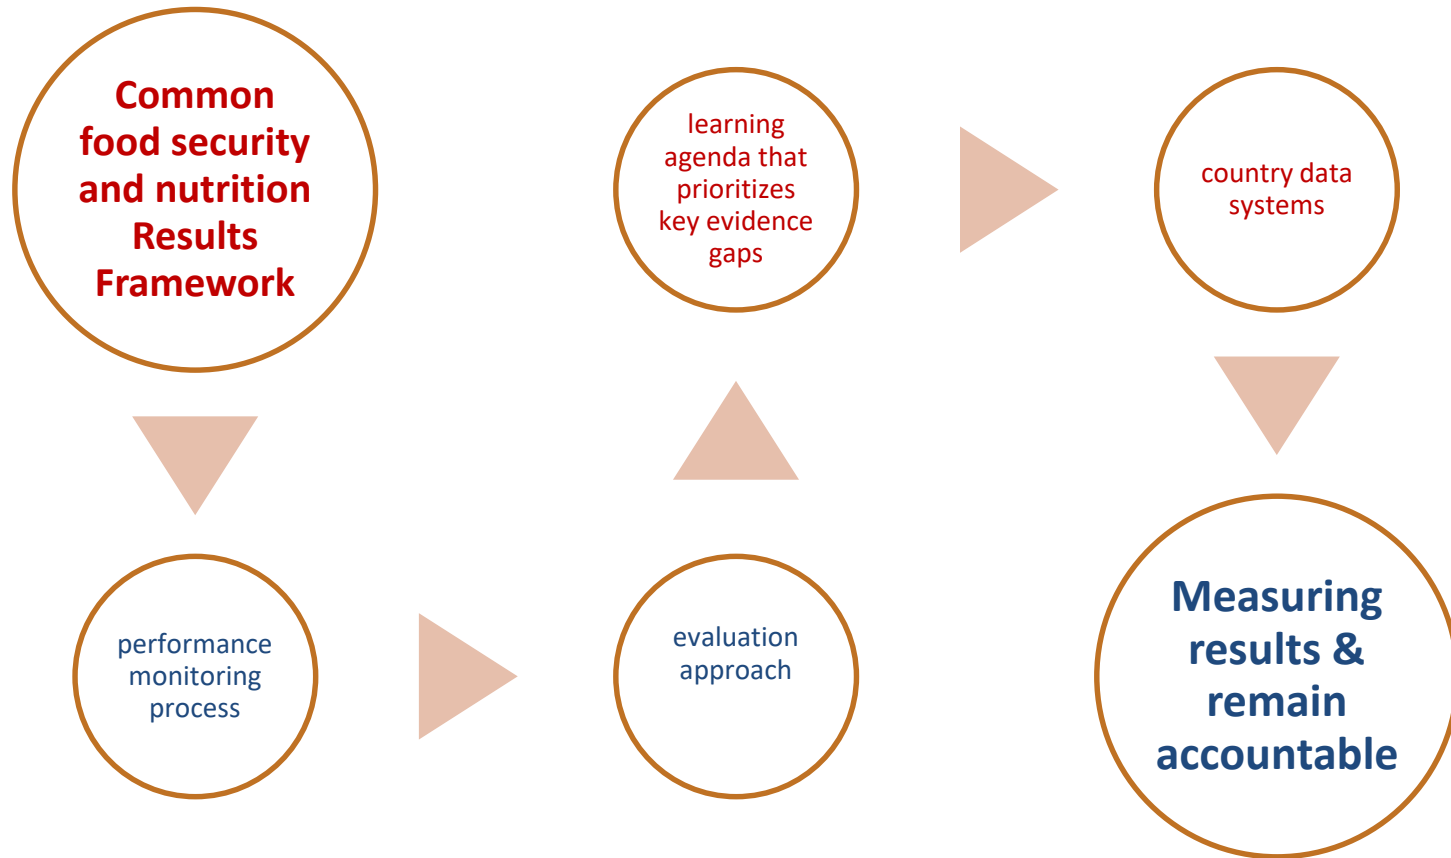 Common
food security
and nutrition
Results
Framework
performance
monitoring
process
evaluation
approach
learning
agenda that
prioritizes
key evidence
gaps
country data
systems
Measuring
results &
remain
accountable